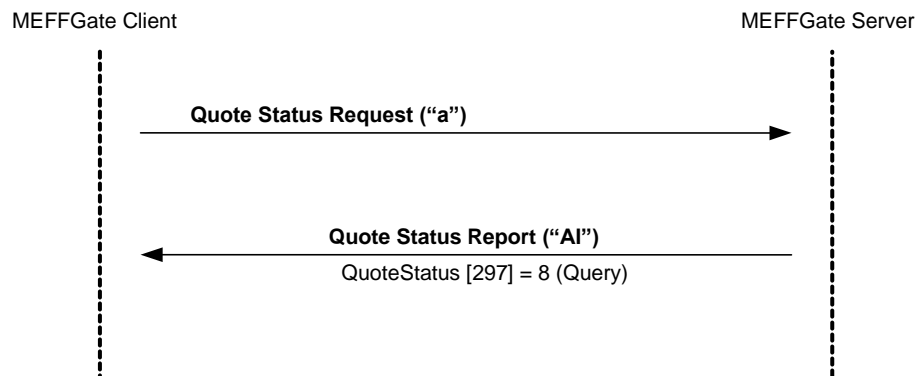 MEFFGate Client
MEFFGate Server
Quote Status Request (“a”)
Quote Status Report (“AI”)
QuoteStatus [297] = 8 (Query)